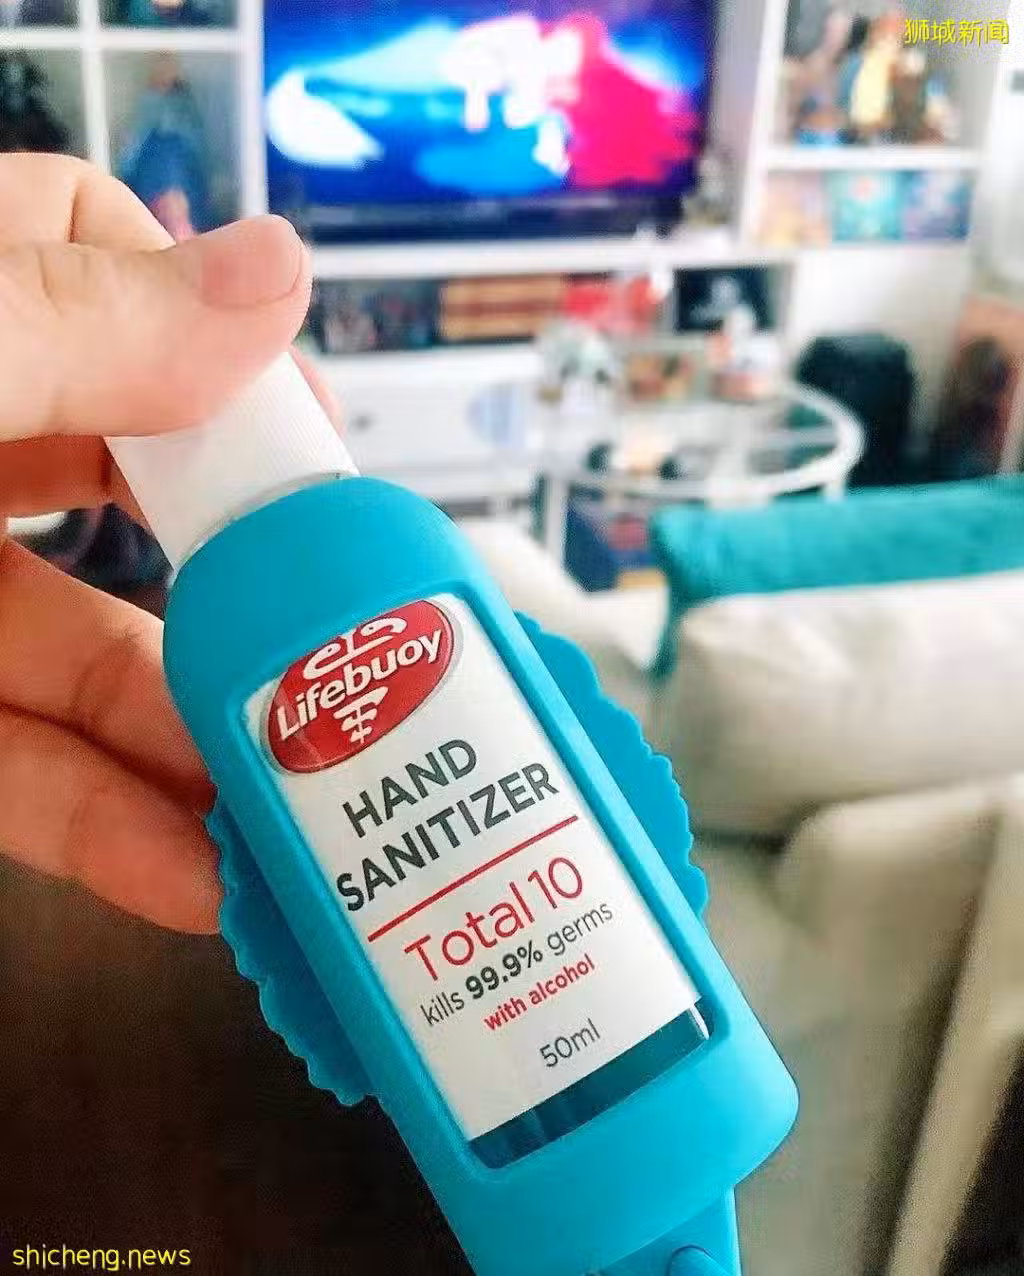 狮城新闻
Lifebuoy
HAND
SANITIZER
Total 10
kills 99.9% germs
with alcohol
50ml
shicheng.news